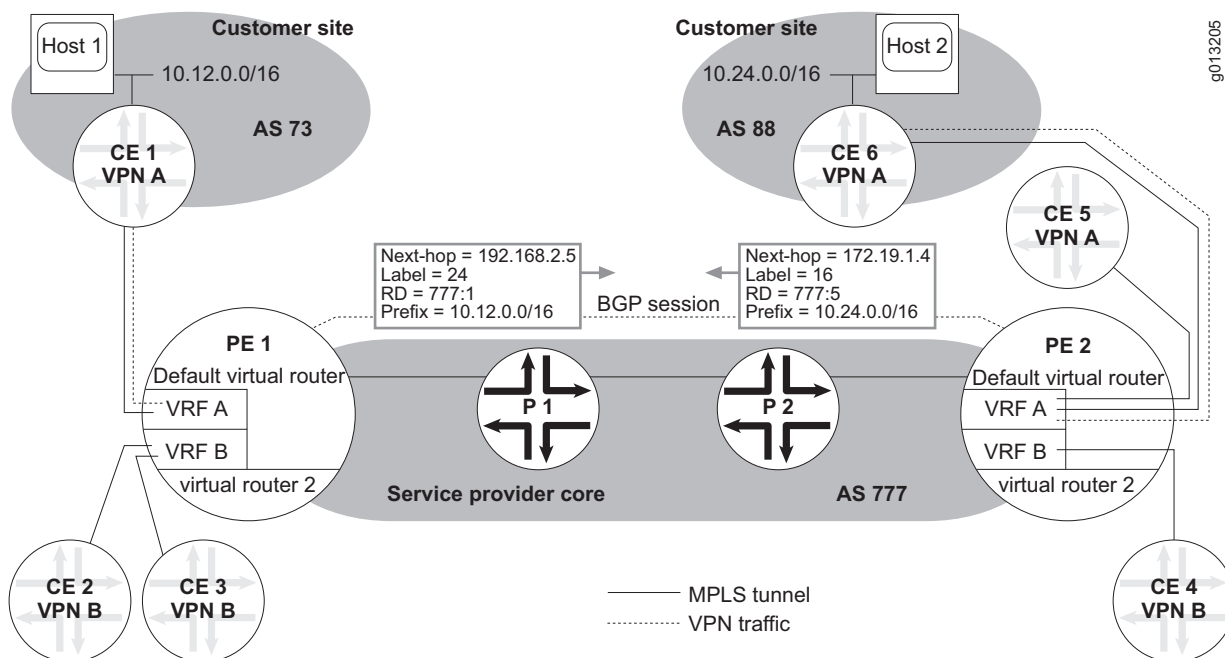 Customer site
Host 1
10.12.0.0/16
AS 73
CE 1
VPN A
Customer site
Host 2
10.24.0.0/16
AS 88
CE 6
VPN A
g013205
CE 5
VPN A
Next-hop = 192.168.2.5
Label = 24
RD = 777:1
Prefix = 10.12.0.0/16
BGP session
Next-hop = 172.19.1.4
Label = 16
RD = 777:5
Prefix = 10.24.0.0/16
PE 1
Default virtual router
VRF A
VRF B
virtual router 2
P 1
P 2
PE 2
Default virtual router
VRF A
VRF B
virtual router 2
Service provider core
AS 777
CE 2
VPN B
CE 3
VPN B
MPLS tunnel
VPN traffic
CE 4
VPN B